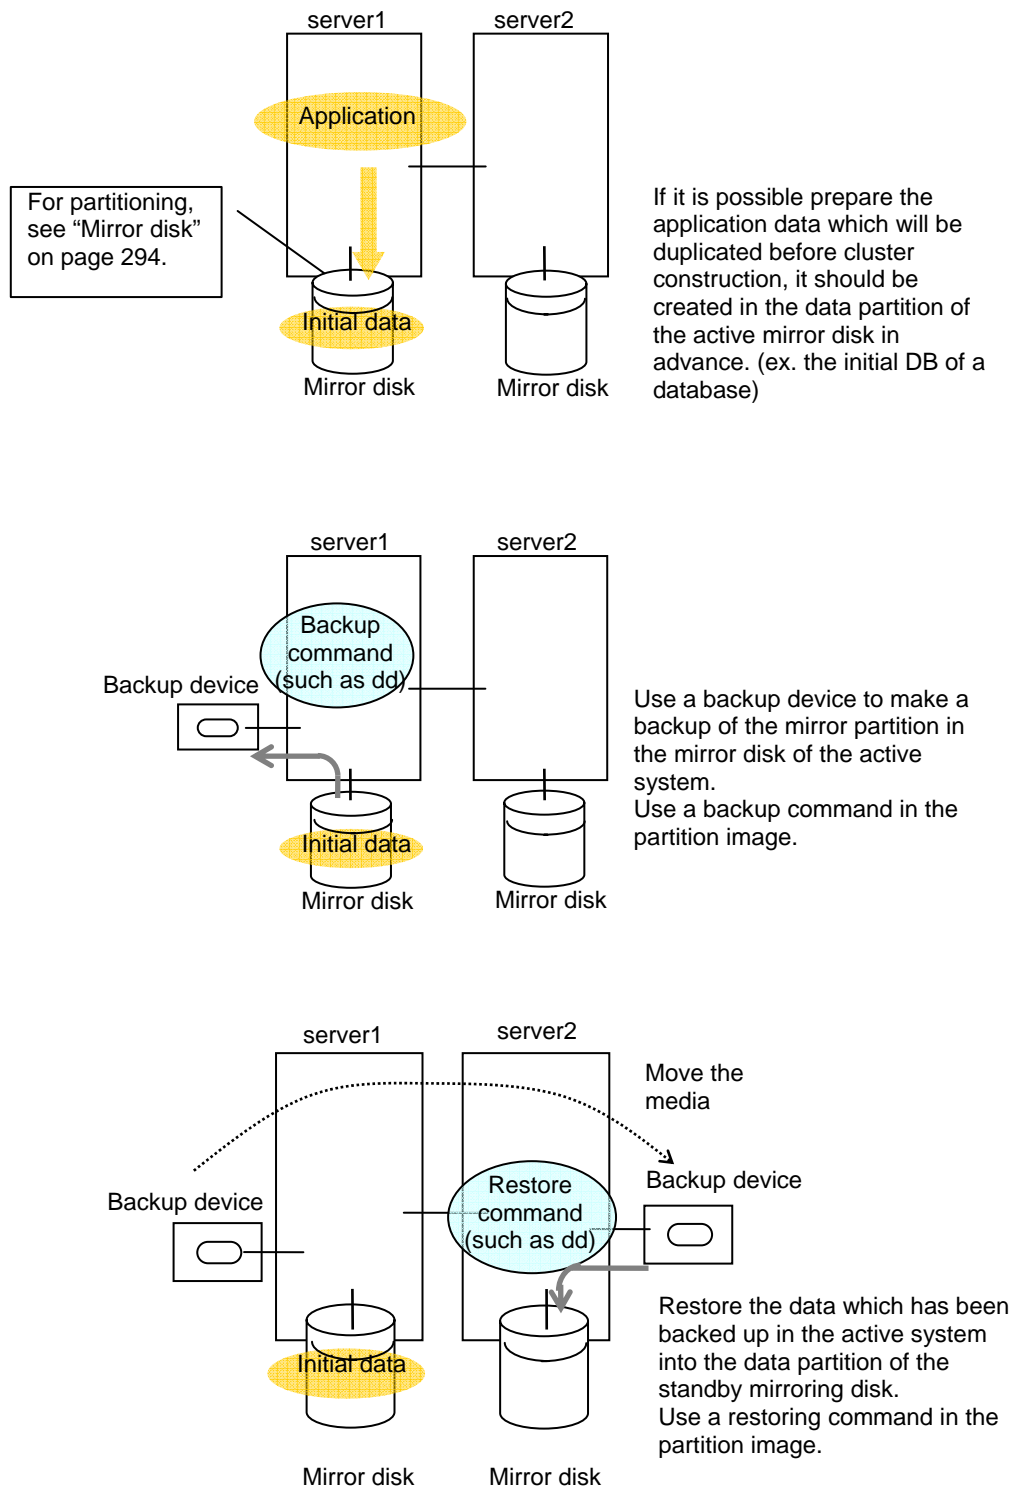 server1
server2
Application
For partitioning,
see “Mirror disk”
on page 294.
If it is possible prepare the
application data which will be
duplicated before cluster
construction, it should be
created in the data partition of
the active mirror disk in
advance. (ex. the initial DB of a
database)
Initial data
Mirror disk
Mirror disk
server1
server2
Backup
command
(such as dd)
Backup device
Use a backup device to make a
backup of the mirror partition in
the mirror disk of the active
system.
Use a backup command in the
partition image.
Initial data
Mirror disk
Mirror disk
server1
server2
Move the
media
Backup device
Restore
command
(such as dd)
Backup device
Restore the data which has been
backed up in the active system
into the data partition of the
standby mirroring disk.
Use a restoring command in the
partition image.
Initial data
Mirror disk
Mirror disk